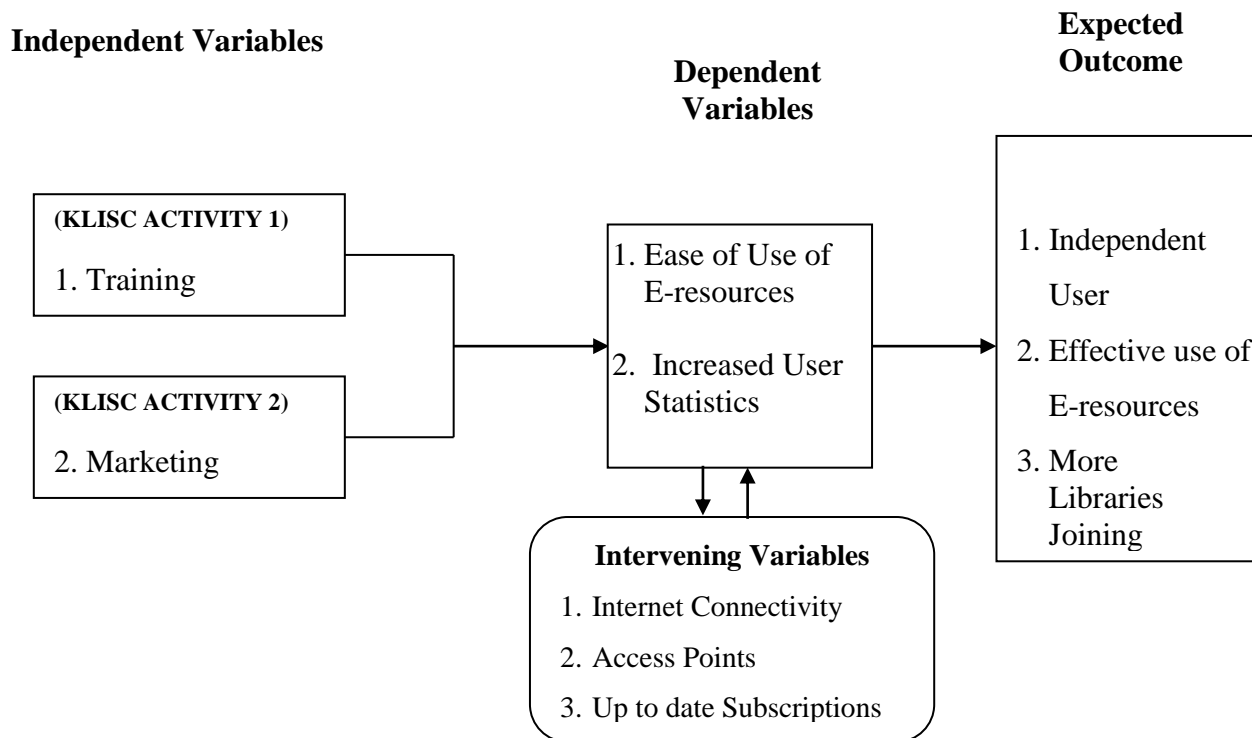 Independent Variables
(KLISC ACTIVITY 1)
1. Training
(KLISC ACTIVITY 2)
2. Marketing
Dependent
Variables
1. Ease of Use of
E-resources
2. Increased User
Statistics
Intervening Variables
1. Internet Connectivity
2. Access Points
3. Up to date Subscriptions
Expected
Outcome
1. Independent
User
2. Effective use of
E-resources
3. More
Libraries
Joining